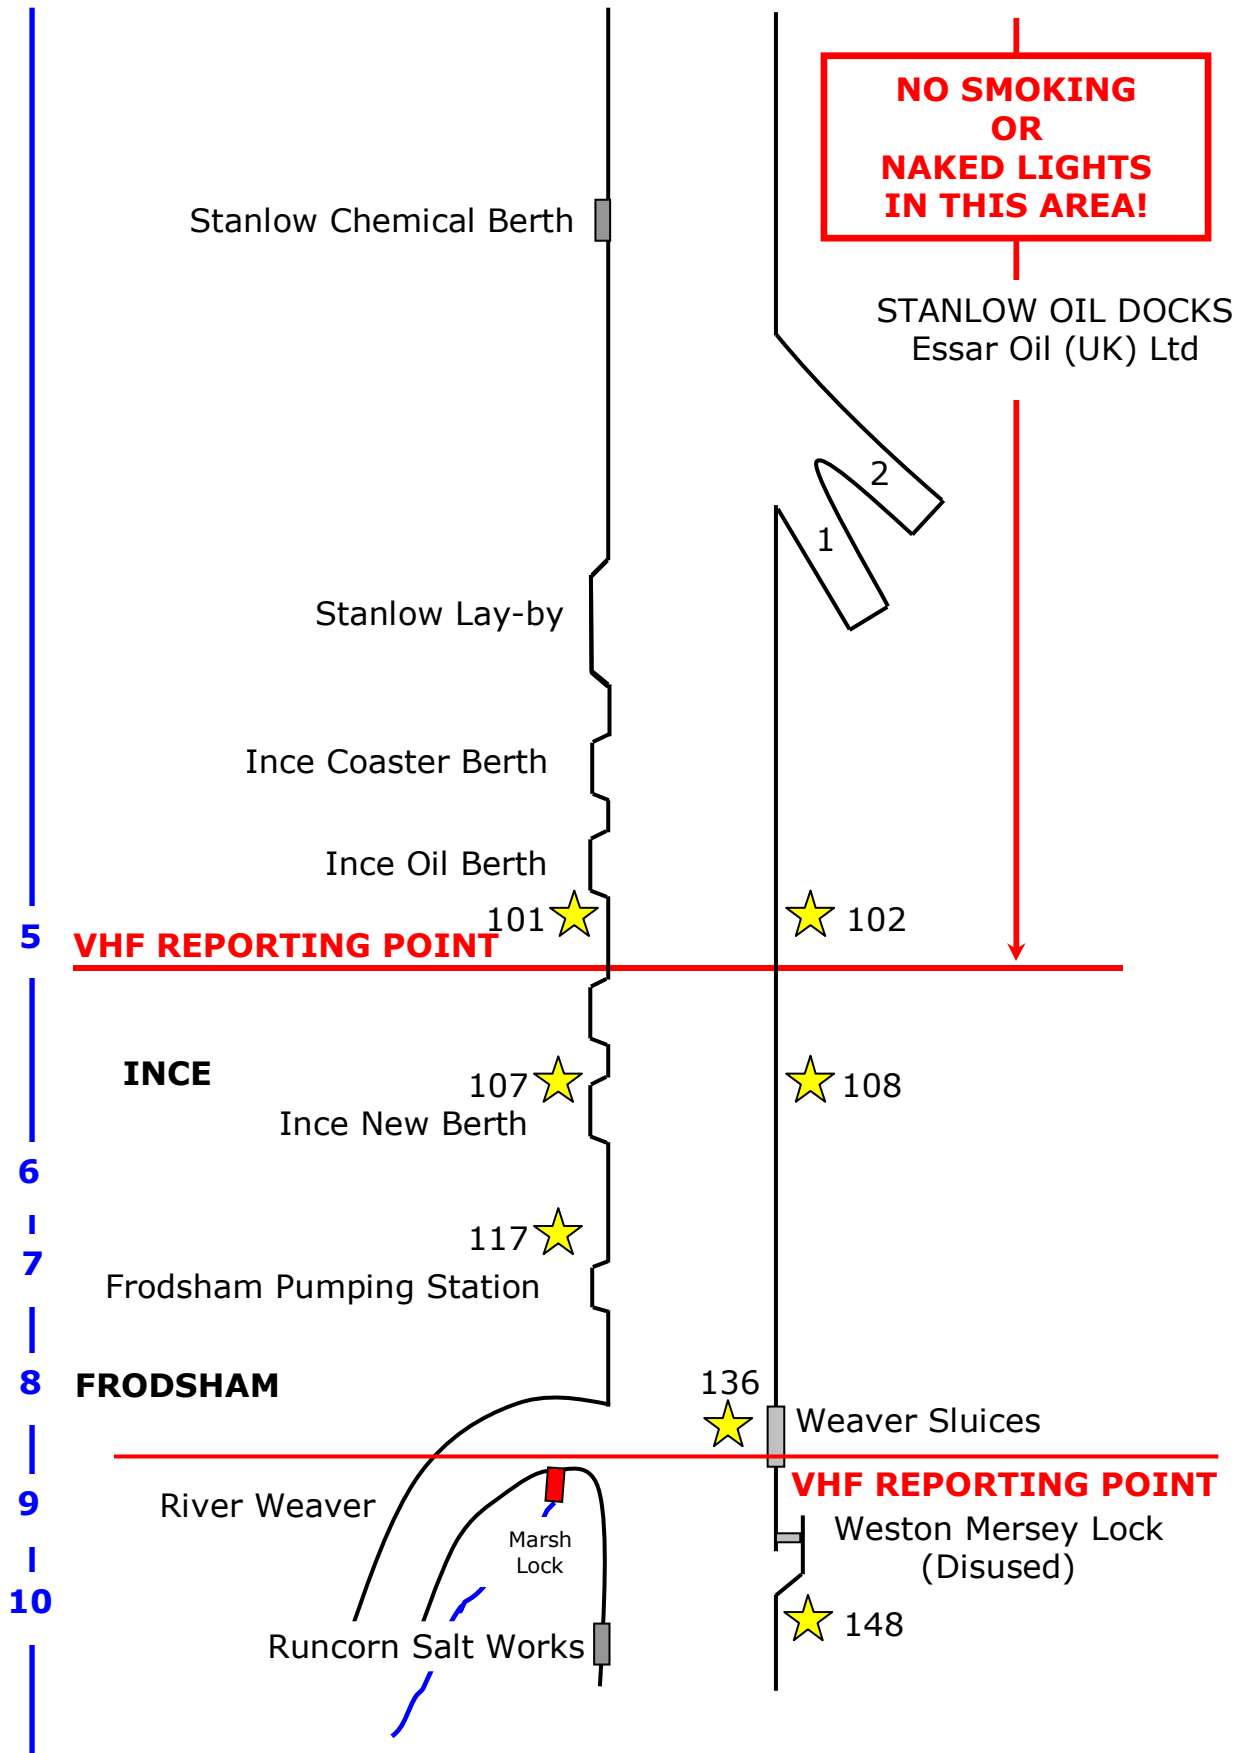 NO SMOKING
OR
NAKED LIGHTS
IN THIS AREA!
Stanlow Chemical Berth
STANLOW OIL DOCKS
Essar Oil (UK) Ltd
2
1
Stanlow Lay-by
Ince Coaster Berth
Ince Oil Berth
101
102
5
VHF REPORTING POINT
INCE
107
108
Ince New Berth
6
117
7
Frodsham Pumping Station
8
FRODSHAM
136
Weaver Sluices
VHF REPORTING POINT
9
River Weaver
Marsh
Lock
Weston Mersey Lock
(Disused)
10
148
Runcorn Salt Works